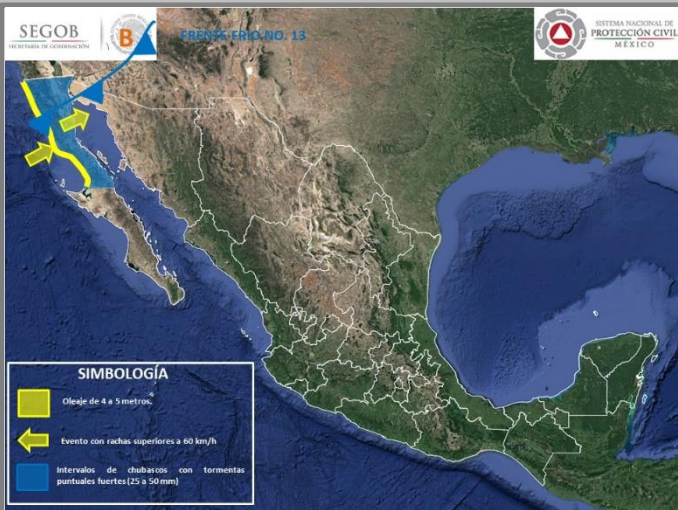 SEGOB
SECRETARÍA DE GOBERNACIÓN
B
FRENTE FRÍO NO. 13
SISTEMA NACIONAL DE
PROTECCIÓN CIVIL
MÉXICO
SIMBOLOGÍA
Oleaje de 4 a 5 metros.
Evento con rachas superiores a 60 km/h
Intervalos de chubascos con tormentas
puntuales fuertes (25 a 50 mm)